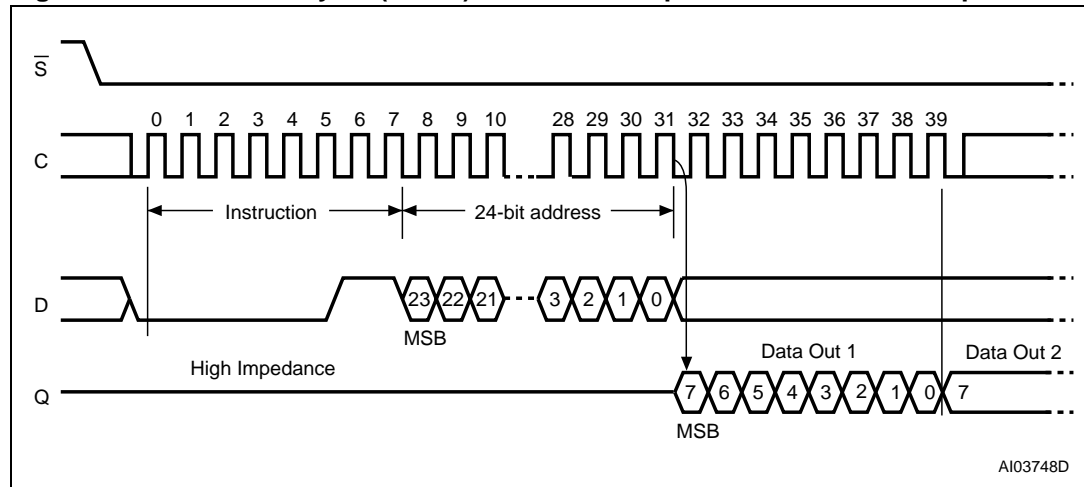 S
0 1 2 3 4 5 6 7 8 9 10 28 29 30 31 32 33 34 35 36 37 38 39
C
Instruction 24-bit address
D
23 22 21 3 2 1 0
MSB
Data Out 1 Data Out 2
High Impedance
Q
7 6 5 4 3 2 1 0 7
MSB
AI03748D